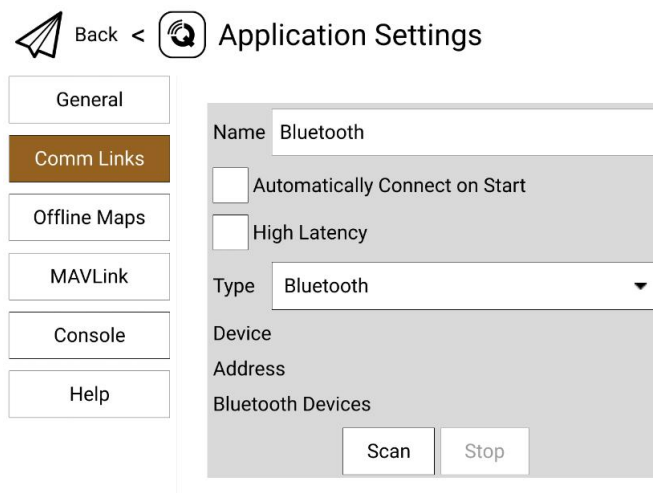 Back < Application Settings
General
Comm Links
Offline Maps
MAVLink
Console
Help
Name Bluetooth
Automatically Connect on Start
High Latency
Type Bluetooth
Device
Address
Bluetooth Devices
Scan Stop